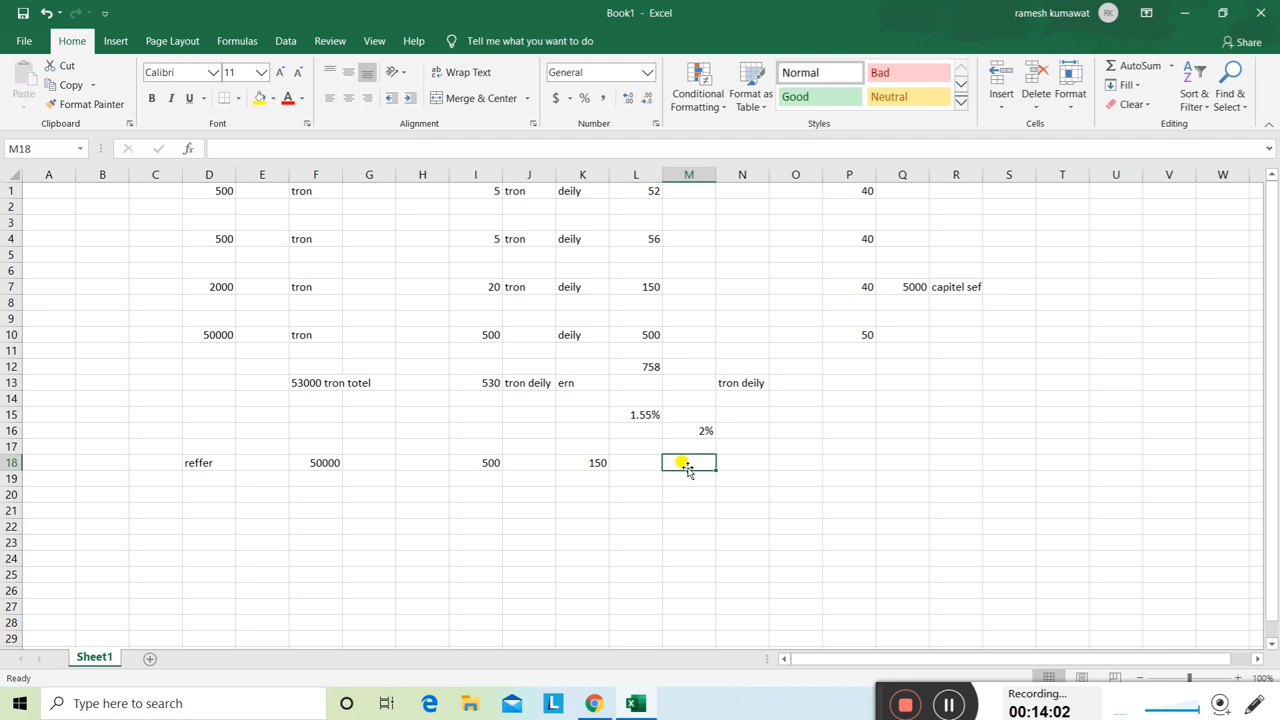 Book1 - Excel
ramesh kumawat RK
File Home Insert Page Layout Formulas Data Review View Help Tell me what you want to do Share
Paste Cut Copy Format Painter Clipboard
Calibri 11 A A B I U A Font
Wrap Text Merge & Center Alignment
General $ % , Number
Conditional Formatting Format as Table Normal Bad Good Neutral Styles
Insert Delete Format Cells
AutoSum Fill Clear Sort & Filter Find & Select Editing
M18 fx
A B C D E F G H I J K L M N O P Q R S T U V W
1 500 tron 5 tron deily 52 40
2
3
4 500 tron 5 tron deily 56 40
5
6
7 2000 tron 20 tron deily 150 40 5000 capitel sef
8
9
10 50000 tron 500 deily 500 50
11
12 758
13 53000 tron totel 530 tron deily ern tron deily
14
15 1.55%
16 2%
17
18 reffer 50000 500 150
19
20
21
22
23
24
25
26
27
28
29
Sheet1
Ready 100%
Type here to search L
Recording...
00:14:02